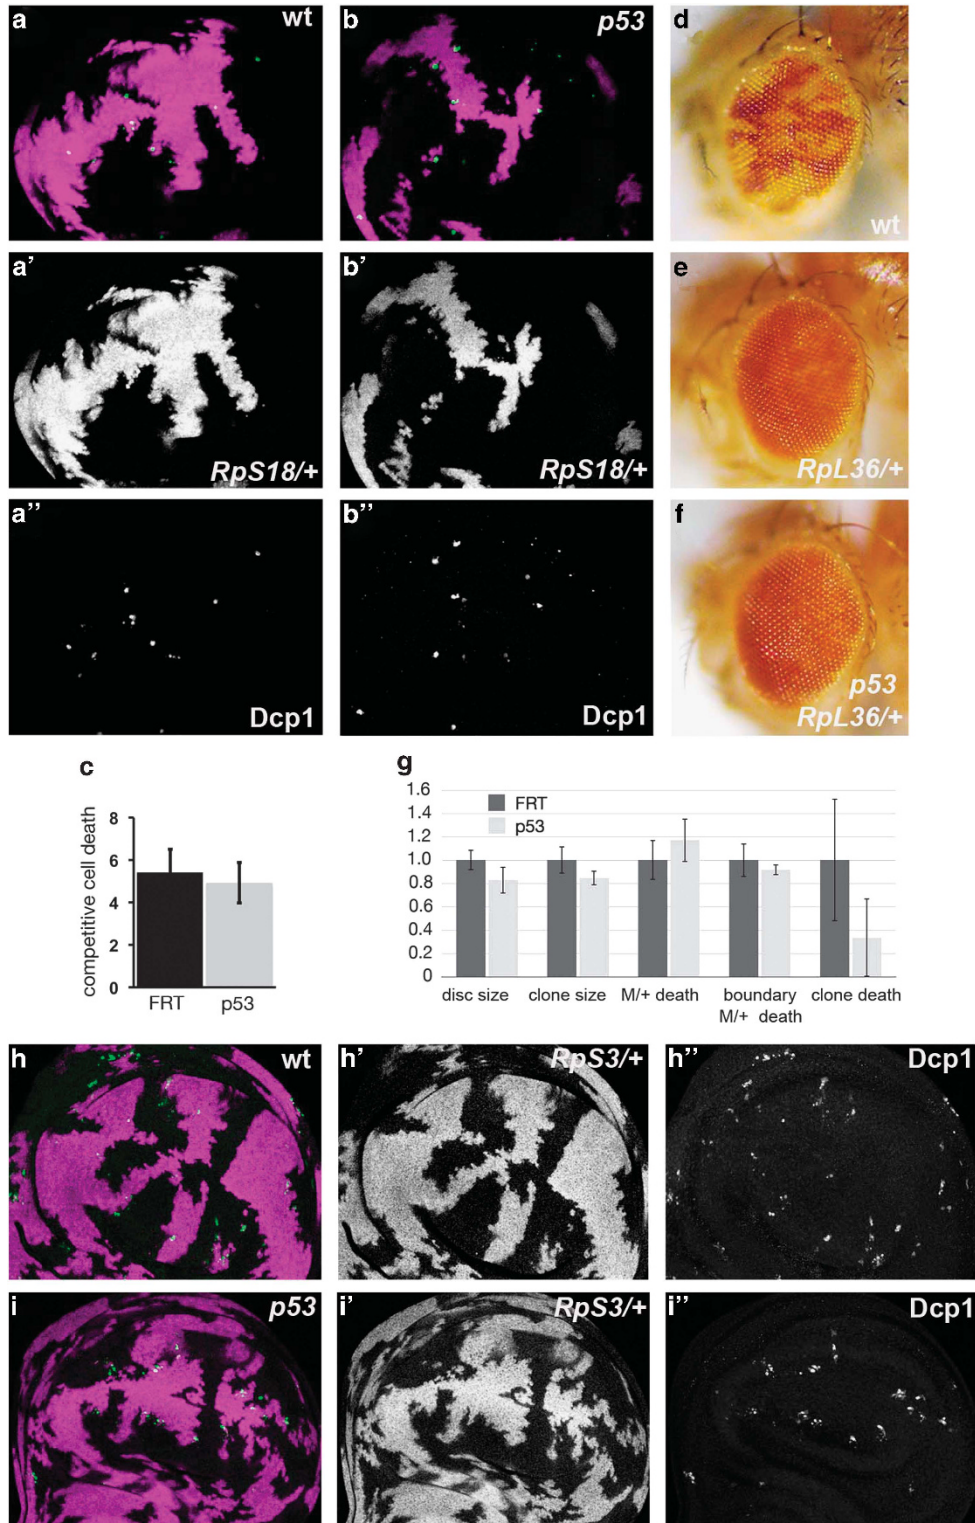 a wt
b p53
d wt
a’ RpS18/+
b’ RpS18/+
e RpL36/+
a’’ Dcp1
b’’ Dcp1
f p53
RpL36/+
c
competitive cell death
8
6
4
2
0
FRT p53
g
1.6
1.4
1.2
1.0
0.8
0.6
0.4
0.2
0
FRT
p53
disc size clone size M/+ death boundary M/+ death clone death
h wt
h’ RpS3/+
h’’ Dcp1
i p53
i’ RpS3/+
i’’ Dcp1